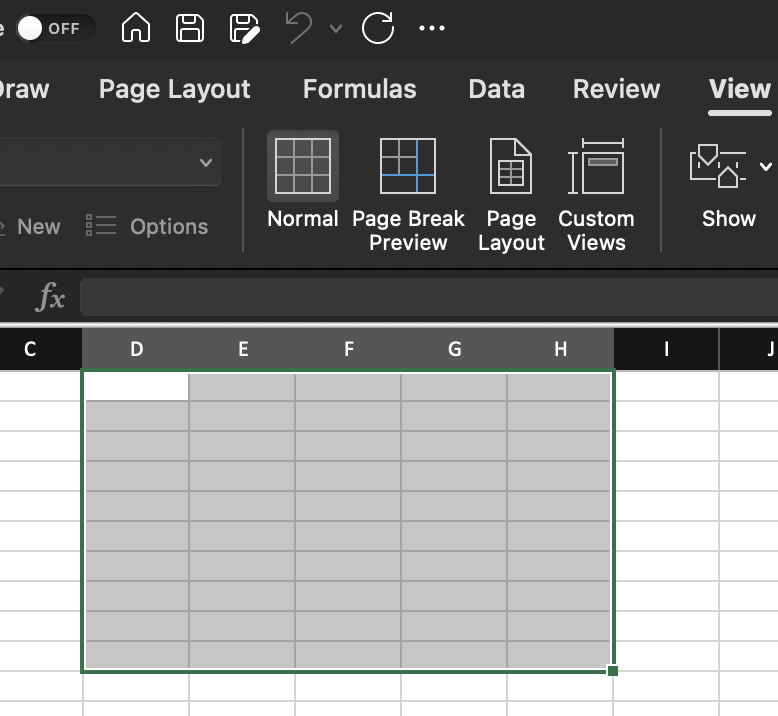 OFF
Page Layout Formulas Data Review View
New Options
Normal Page Break Page Custom Show
Preview Layout Views
fx
C D E F G H I J